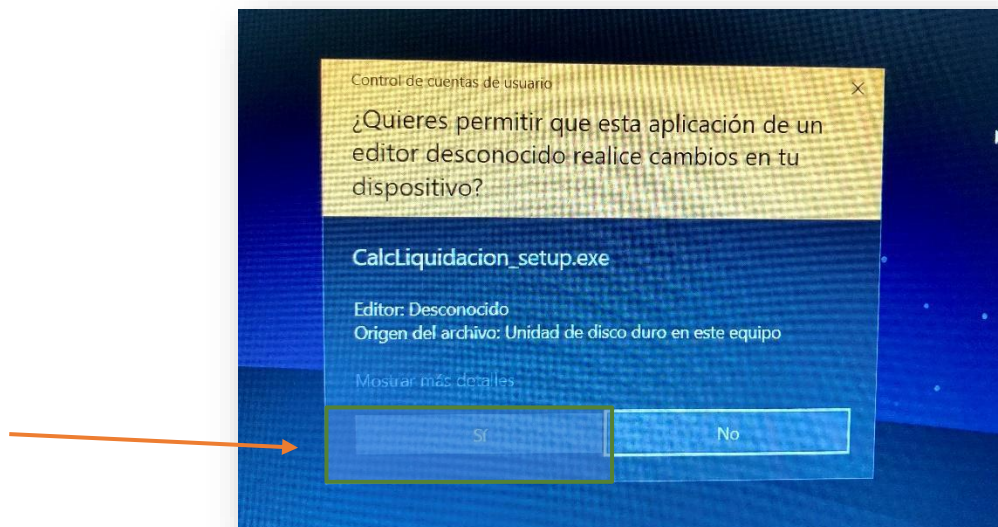 Control de cuentas de usuario
¿Quieres permitir que esta aplicación de un
editor desconocido realice cambios en tu
dispositivo?
CalcLiquidacion_setup.exe
Editor: Desconocido
Origen del archivo: Unidad de disco duro en este equipo
Mostrar más detalles
Sí No